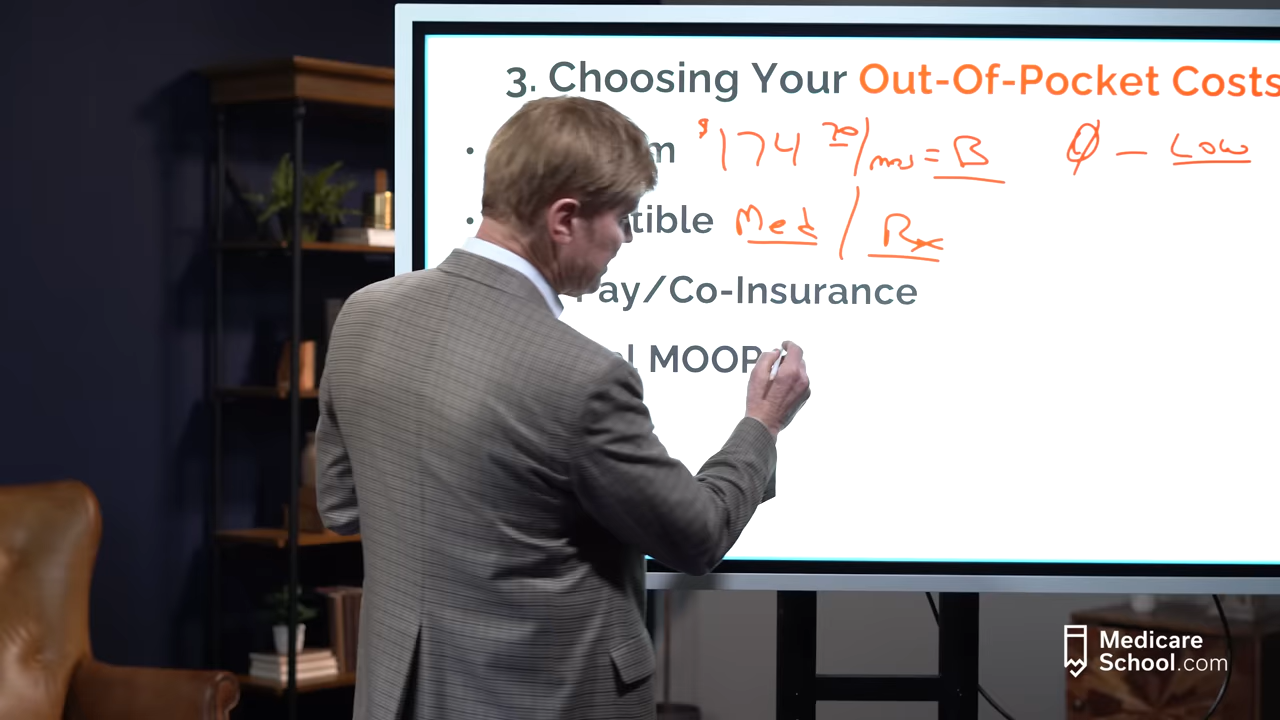 3. Choosing Your Out-Of-Pocket Costs
• m $174 70/mo = B Ø - Low
• tible Med / Rx
Pay/Co-Insurance
l MOOP
Medicare
School.com